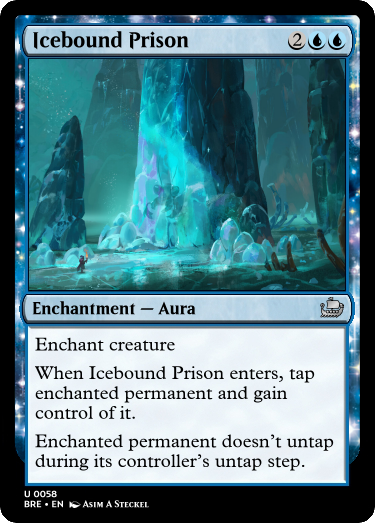 Icebound Prison 2
Enchantment — Aura
Enchant creature
When Icebound Prison enters, tap
enchanted permanent and gain
control of it.
Enchanted permanent doesn't untap
during its controller's untap step.
U 0058
BRE • EN Asim A Steckel